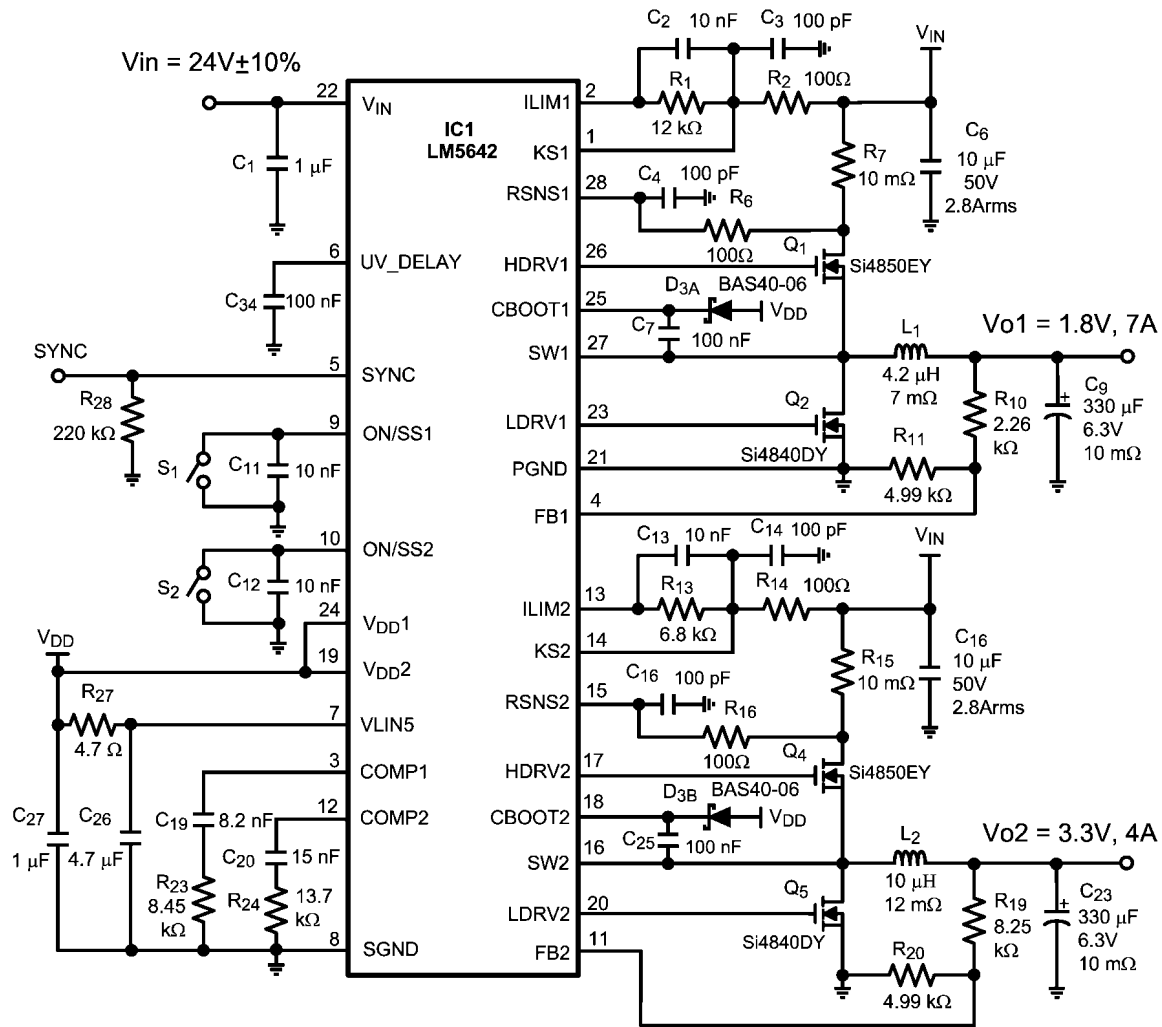 Vin = 24V±10%
C1
1 μF
C34
100 nF
SYNC
R28
220 kΩ
S1
C11
10 nF
S2
C12
10 nF
VDD
R27
4.7 Ω
C27
1 μF
C26
4.7 μF
C19
8.2 nF
R23
8.45
kΩ
C20
15 nF
R24
13.7
kΩ
IC1
LM5642
22
VIN
6
UV_DELAY
5
SYNC
9
ON/SS1
10
ON/SS2
24
VDD1
19
VDD2
7
VLIN5
3
COMP1
12
COMP2
8
SGND
ILIM1
2
KS1
1
RSNS1
28
HDRV1
26
CBOOT1
25
SW1
27
LDRV1
23
PGND
21
FB1
4
ILIM2
13
KS2
14
RSNS2
15
HDRV2
17
CBOOT2
18
SW2
16
LDRV2
20
FB2
11
C2
10 nF
C3
100 pF
R1
12 kΩ
R2
100Ω
VIN
C6
10 μF
50V
2.8Arms
R7
10 mΩ
C4
100 pF
R6
100Ω
Q1
Si4850EY
D3A
BAS40-06
VDD
C7
100 nF
L1
4.2 μH
7 mΩ
Vo1 = 1.8V, 7A
Q2
Si4840DY
R10
2.26
kΩ
R11
4.99 kΩ
C9
330 μF
6.3V
10 mΩ
+
C13
10 nF
C14
100 pF
R13
6.8 kΩ
R14
100Ω
VIN
C16
10 μF
50V
2.8Arms
R15
10 mΩ
C16
100 pF
R16
100Ω
Q4
Si4850EY
D3B
BAS40-06
VDD
C25
100 nF
L2
10 μH
12 mΩ
Vo2 = 3.3V, 4A
Q5
Si4840DY
R19
8.25
kΩ
R20
4.99 kΩ
C23
330 μF
6.3V
10 mΩ
+